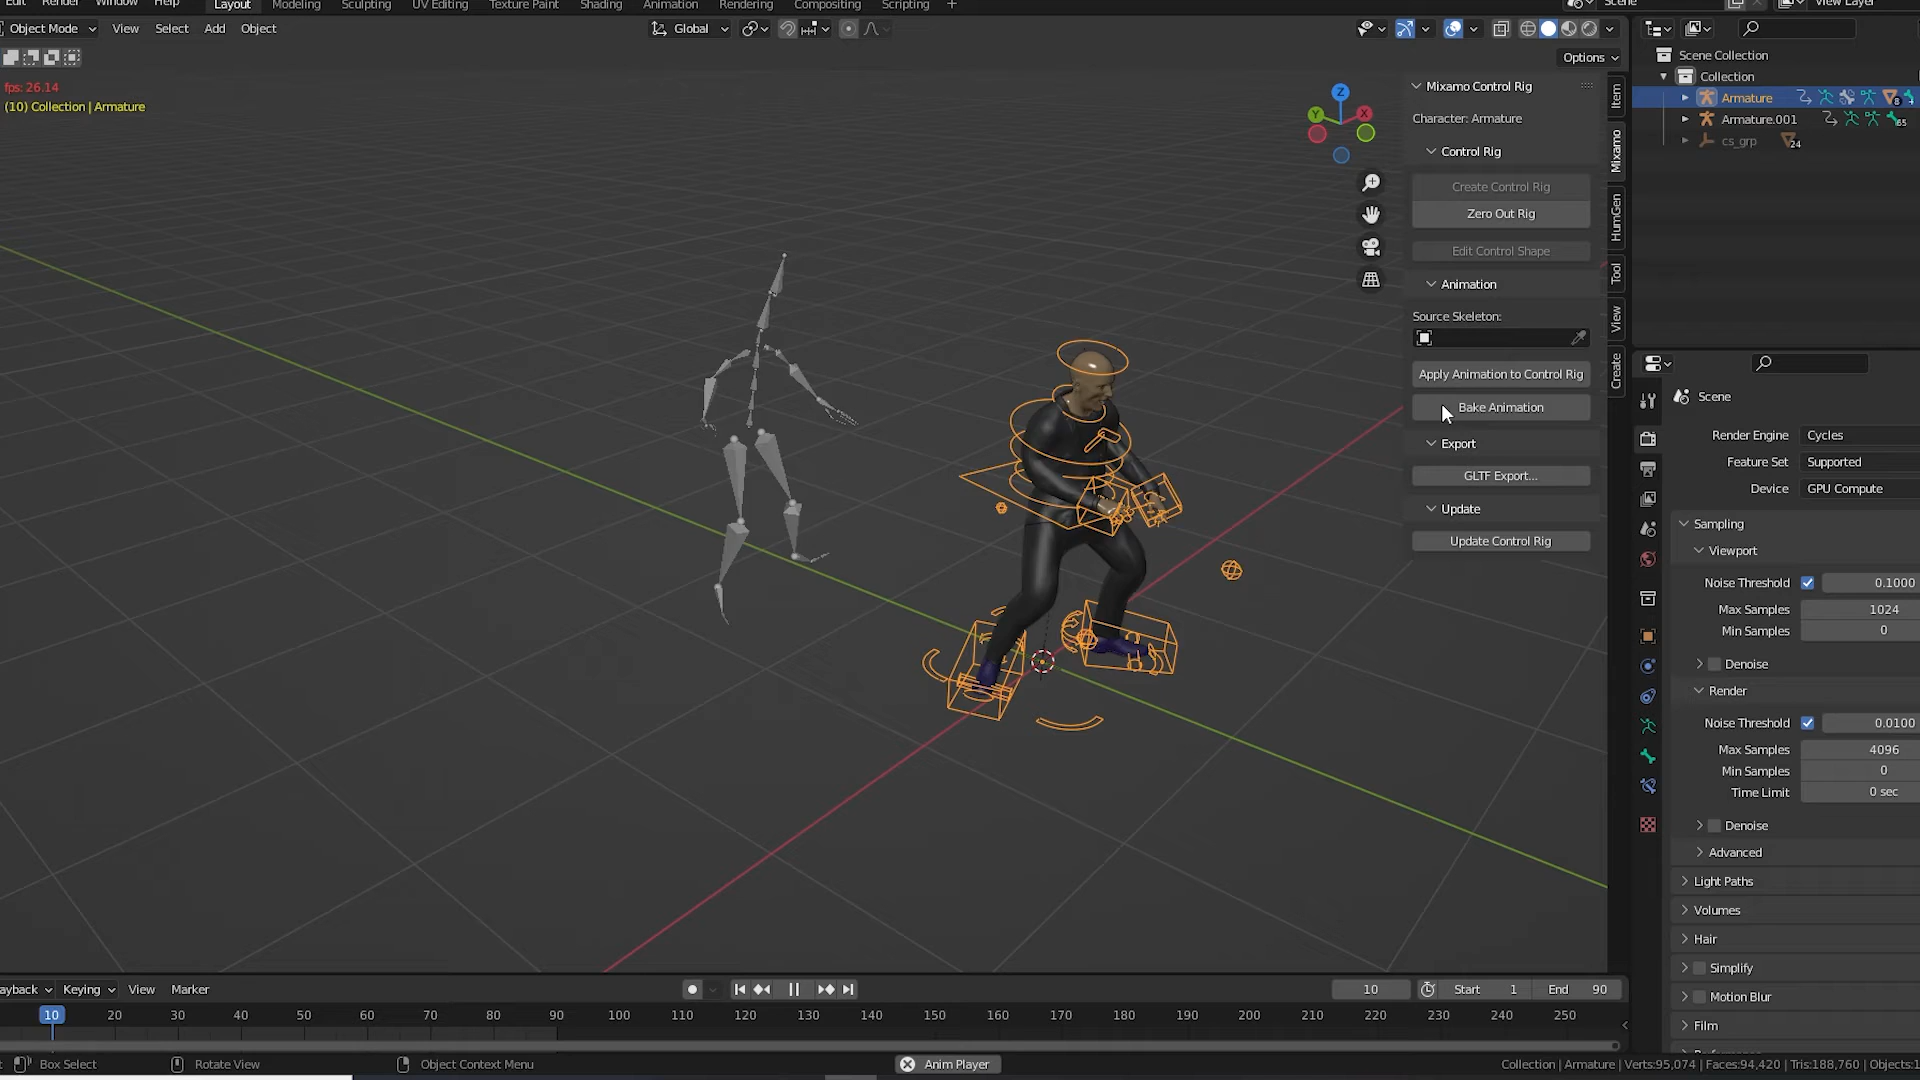 Edit Render Window Help Layout Modeling Sculpting UV Editing Texture Paint Shading Animation Rendering Compositing Scripting + Scene View Layer
Object Mode View Select Add Object Global
Options
fps: 26.14
(10) Collection | Armature
Mixamo Control Rig
Character: Armature
Control Rig
Create Control Rig
Zero Out Rig
Edit Control Shape
Animation
Source Skeleton:
Apply Animation to Control Rig
Bake Animation
Export
GLTF Export...
Update
Update Control Rig
Item
Mixamo
HumGen
Tool
View
Create
Z
Y
X
Scene Collection
Collection
Armature 8
Armature.001 65
cs_grp 24
Scene
Render Engine Cycles
Feature Set Supported
Device GPU Compute
Sampling
Viewport
Noise Threshold 0.1000
Max Samples 1024
Min Samples 0
Denoise
Render
Noise Threshold 0.0100
Max Samples 4096
Min Samples 0
Time Limit 0 sec
Denoise
Advanced
Light Paths
Volumes
Hair
Simplify
Motion Blur
Film
ayback Keying View Marker 10 Start 1 End 90
10 20 30 40 50 60 70 80 90 100 110 120 130 140 150 160 170 180 190 200 210 220 230 240 250
Box Select Rotate View Object Context Menu Anim Player Collection | Armature | Verts:95,074 | Faces:94,420 | Tris:188,760 | Objects:1